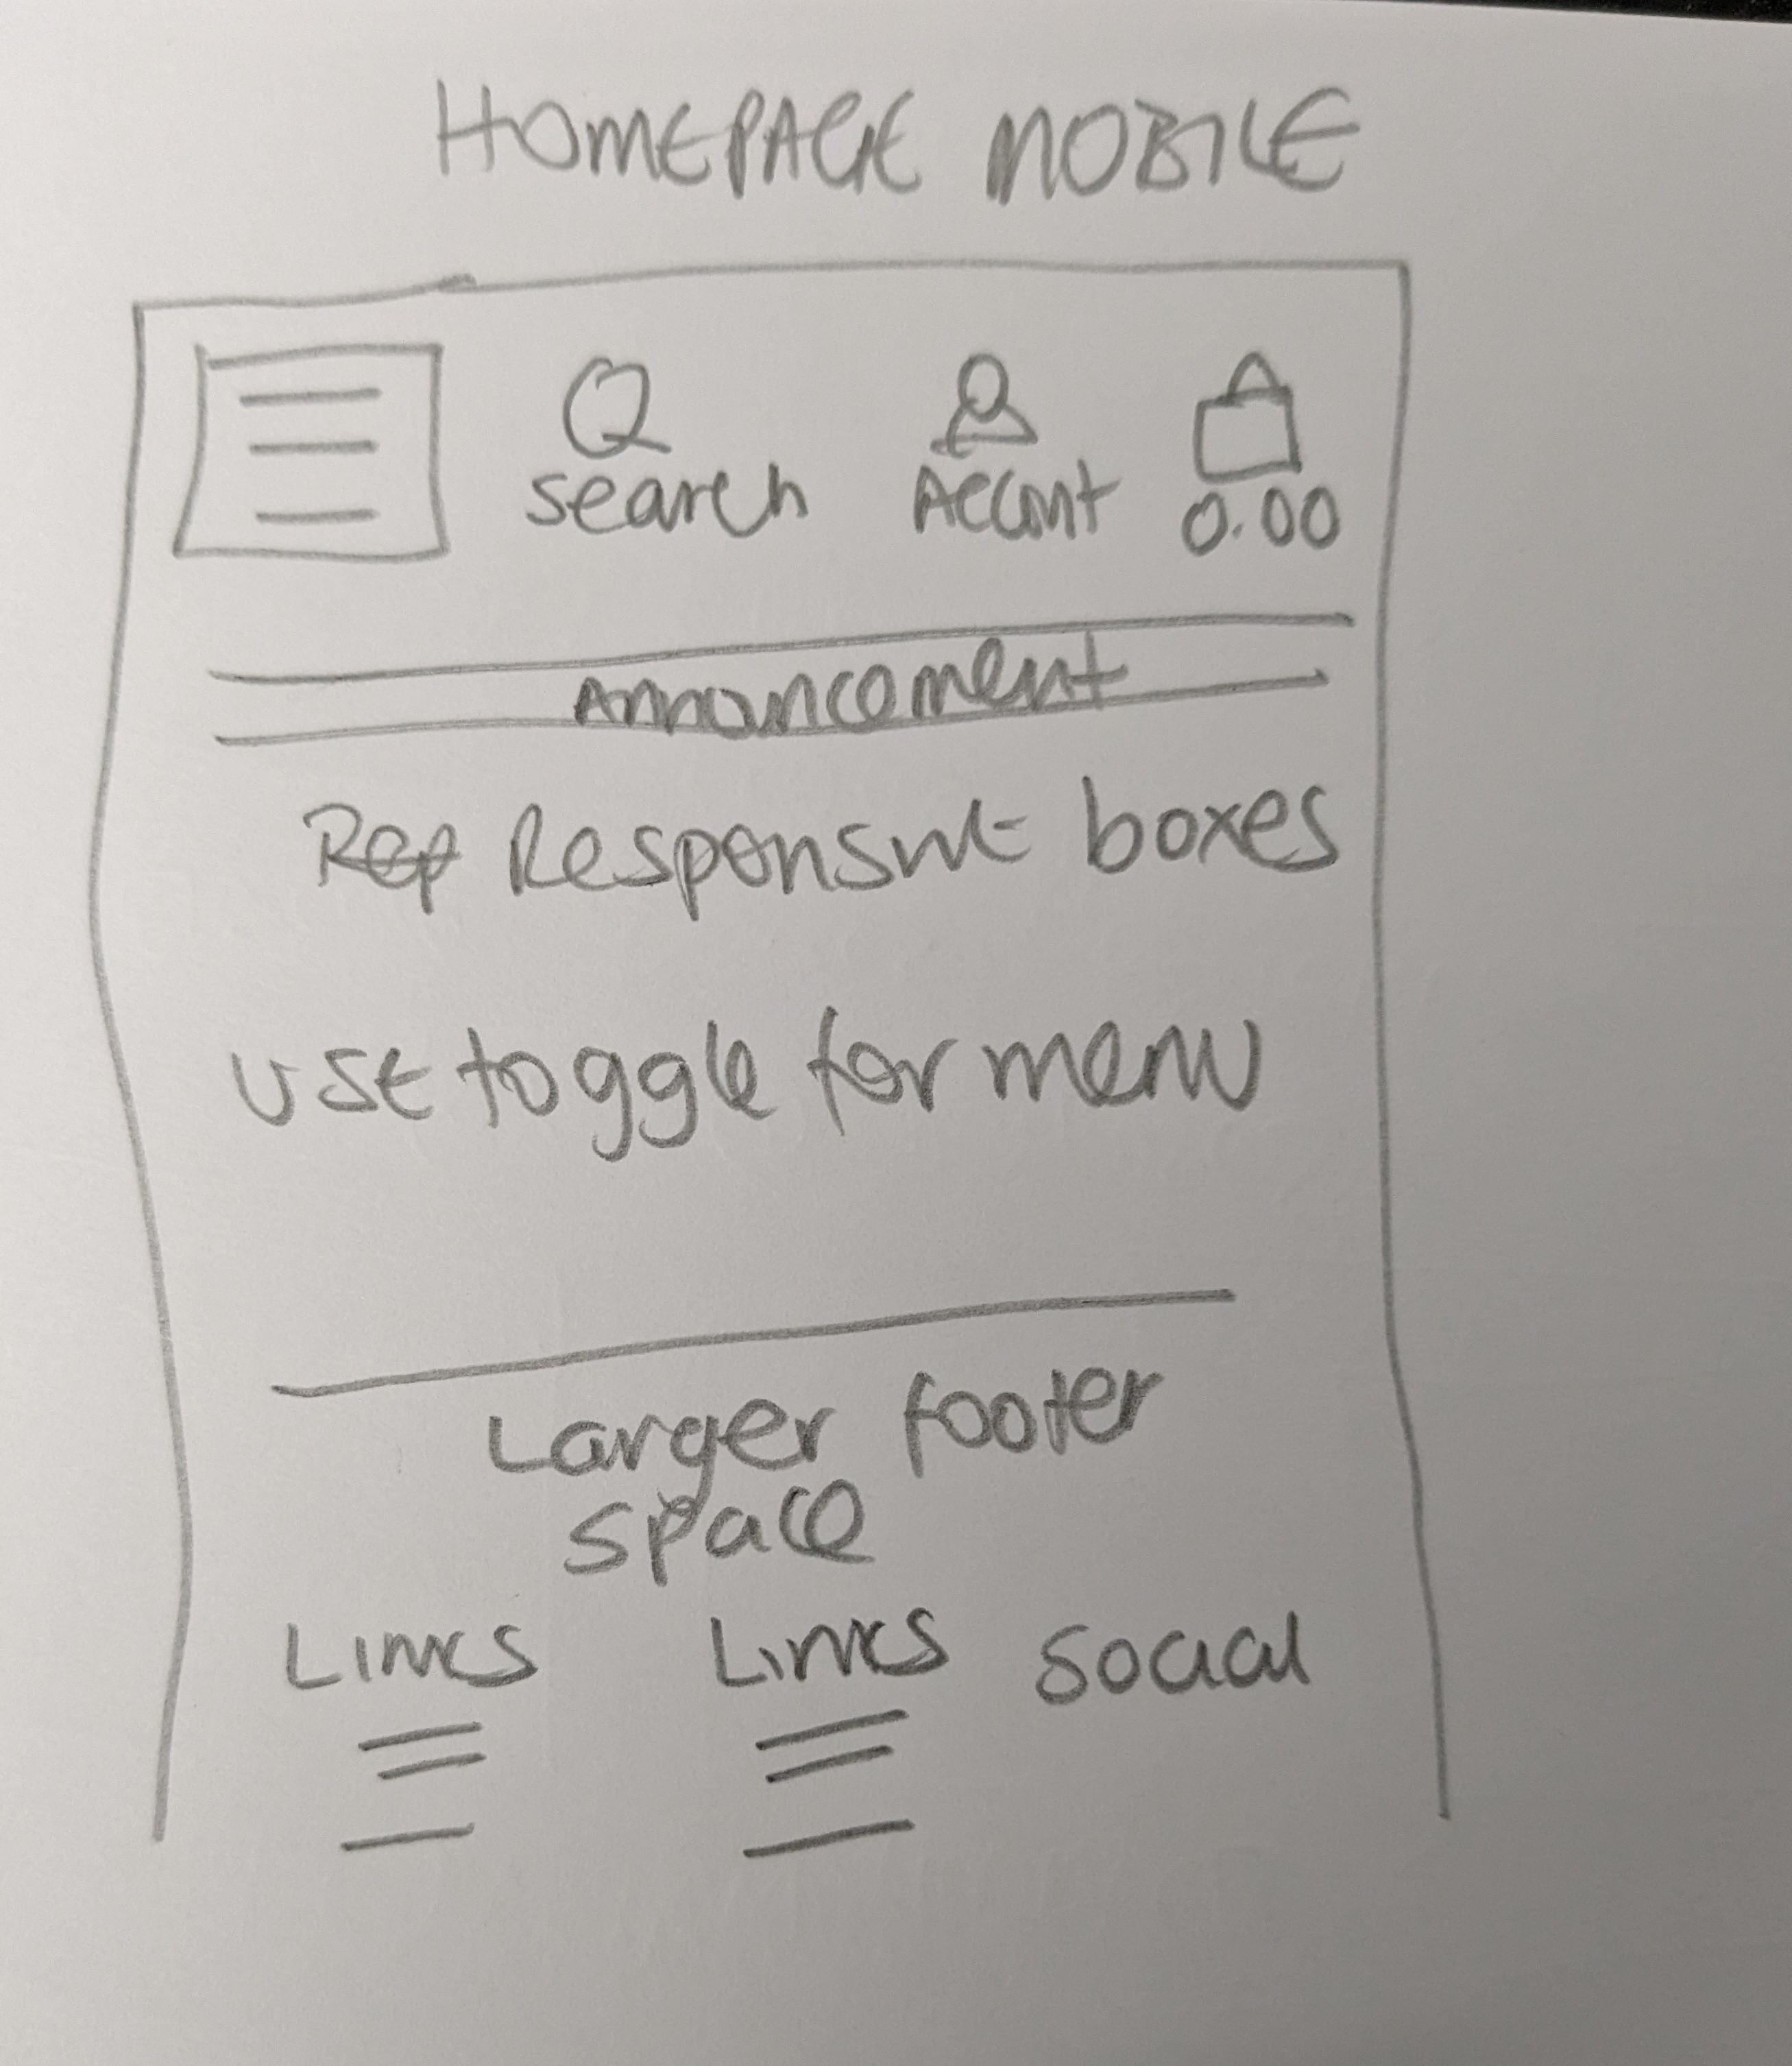 HOMEPAGE MOBILE
Search Account 0.00
Announcement
Rep Responsive boxes
Use toggle for menu
Larger footer
space
Links Links Social